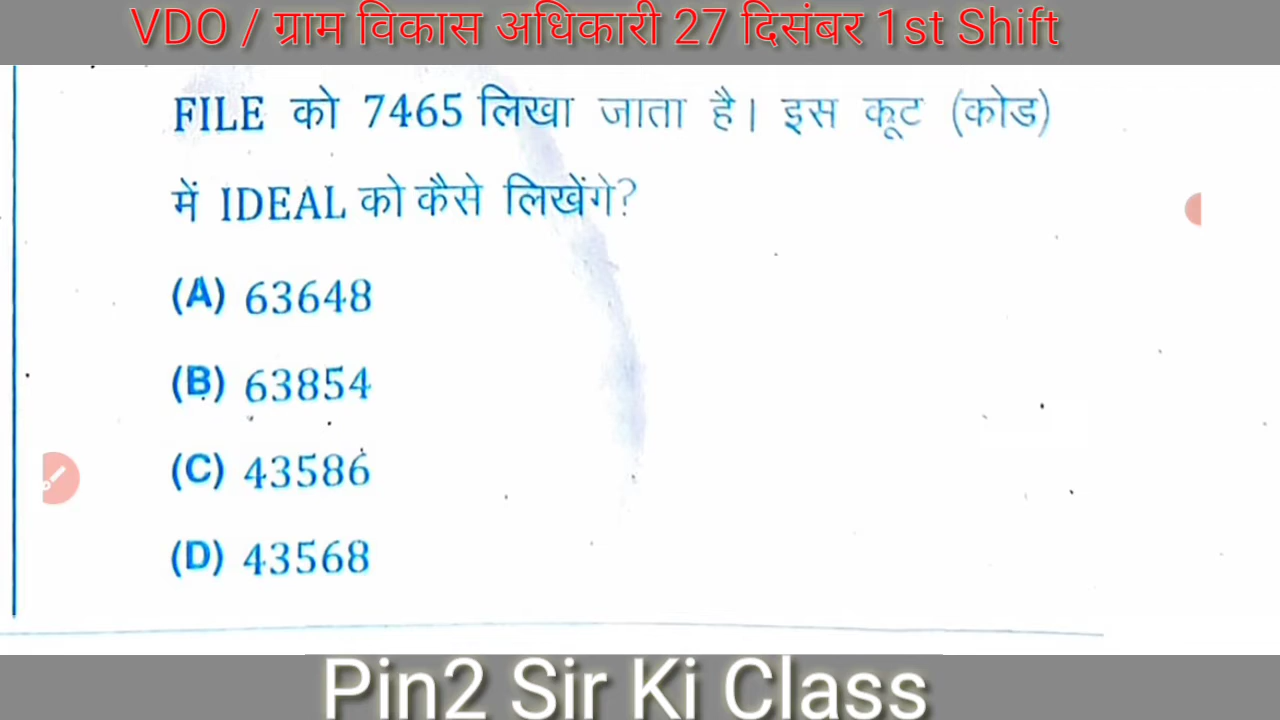 VDO / ग्राम विकास अधिकारी 27 दिसंबर 1st Shift
FILE को 7465 लिखा जाता है। इस कूट (कोड)
में IDEAL को कैसे लिखेंगे?
(A) 63648
(B) 63854
(C) 43586
(D) 43568
Pin2 Sir Ki Class